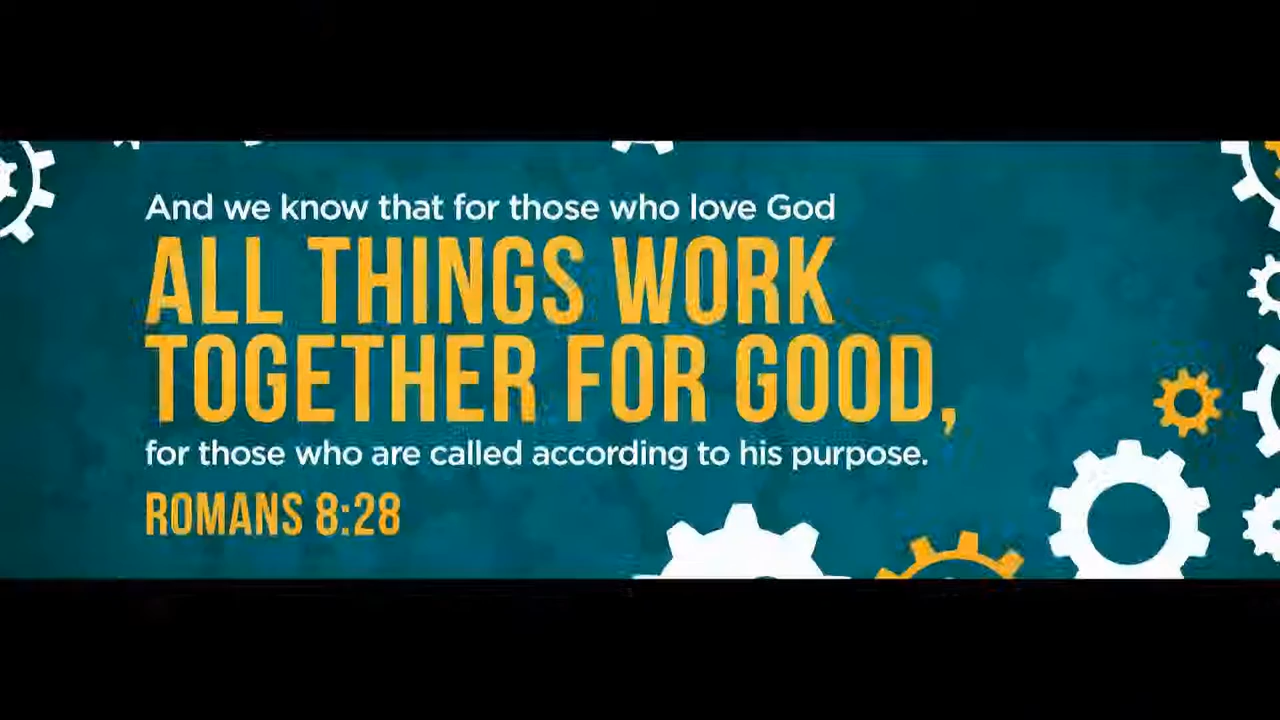 And we know that for those who love God
ALL THINGS WORK
TOGETHER FOR GOOD,
for those who are called according to his purpose.
ROMANS 8:28